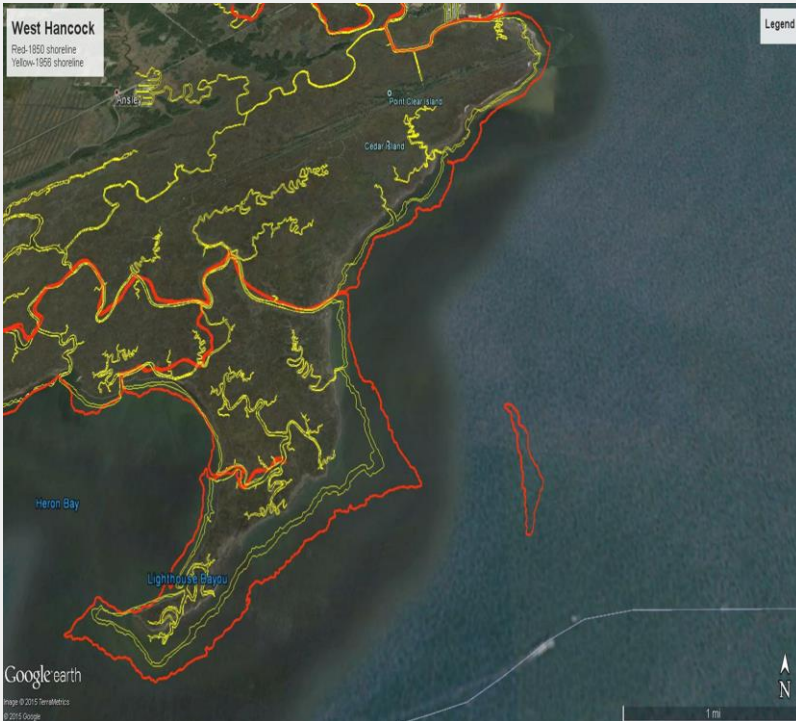 West Hancock
Red-1850 shoreline
Yellow-1956 shoreline
Legend
Ansley
Point Clear Island
Cedar Island
Heron Bay
Lighthouse Bayou
Google earth
Image © 2015 TerraMetrics
© 2015 Google
N
1 mi